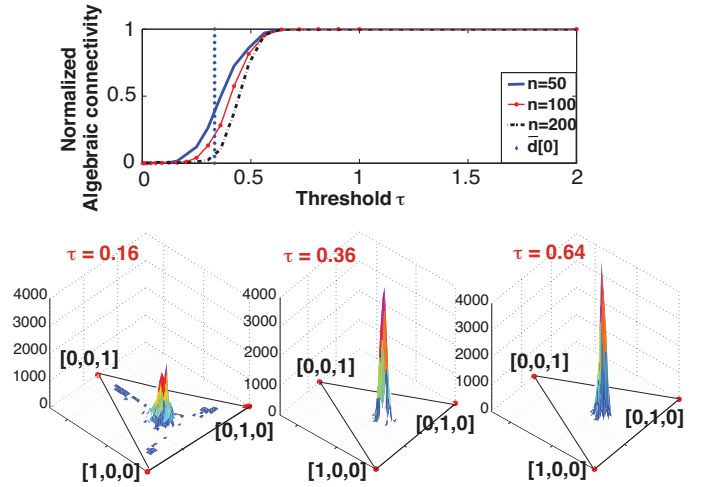 Normalized
Algebraic connectivity
1
0.5
0
0 0.5 1 1.5 2
Threshold τ
n=50
n=100
n=200
d̅[0]
τ = 0.16
4000
3000
2000
1000
0
[0,0,1]
[0,1,0]
[1,0,0]
τ = 0.36
4000
3000
2000
1000
0
[0,0,1]
[0,1,0]
[1,0,0]
τ = 0.64
4000
3000
2000
1000
0
[0,0,1]
[0,1,0]
[1,0,0]